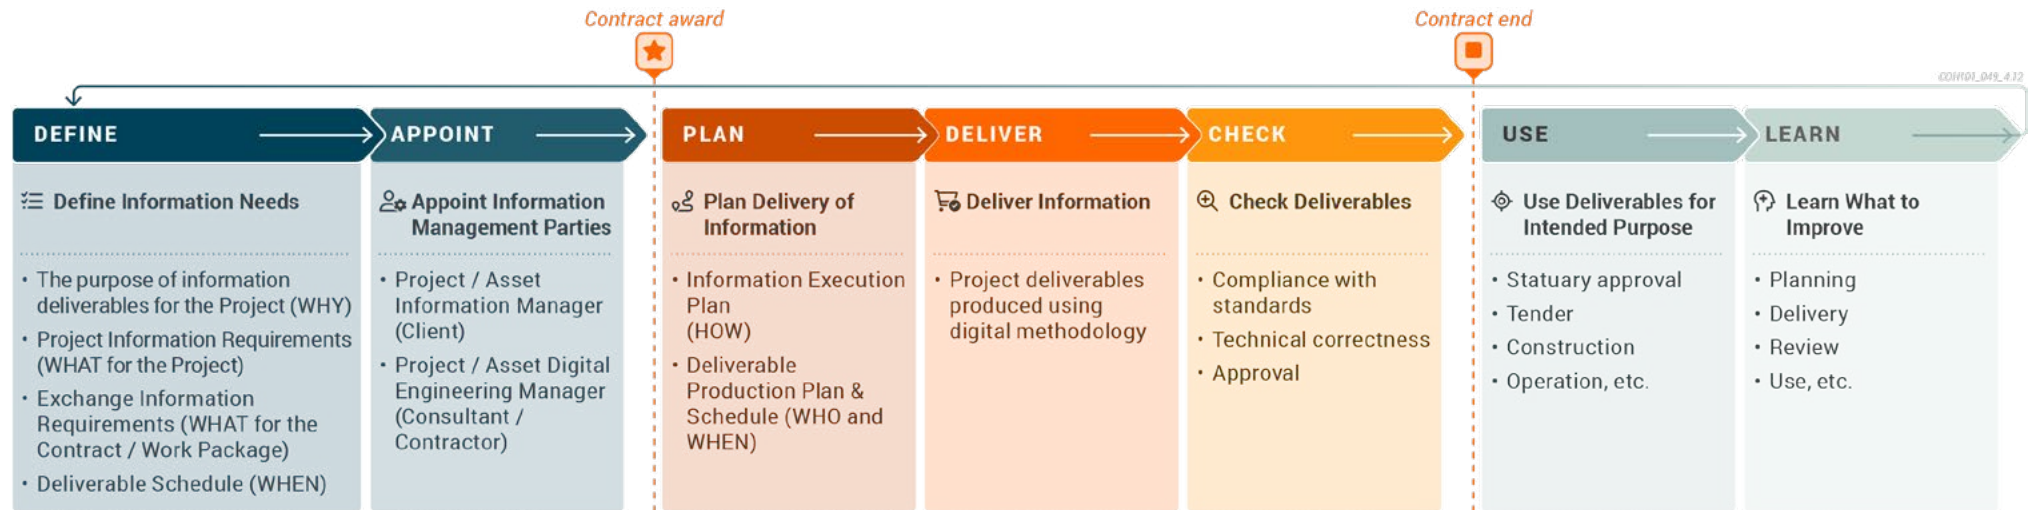 Contract award
Contract end
COH101_049_4.12
DEFINE
APPOINT
PLAN
DELIVER
CHECK
USE
LEARN
Define Information Needs
• The purpose of information
deliverables for the Project (WHY)
• Project Information Requirements
(WHAT for the Project)
• Exchange Information
Requirements (WHAT for the
Contract / Work Package)
• Deliverable Schedule (WHEN)
Appoint Information
Management Parties
• Project / Asset
Information Manager
(Client)
• Project / Asset Digital
Engineering Manager
(Consultant /
Contractor)
Plan Delivery of
Information
• Information Execution
Plan
(HOW)
• Deliverable
Production Plan &
Schedule (WHO and
WHEN)
Deliver Information
• Project deliverables
produced using
digital methodology
Check Deliverables
• Compliance with
standards
• Technical correctness
• Approval
Use Deliverables for
Intended Purpose
• Statuary approval
• Tender
• Construction
• Operation, etc.
Learn What to
Improve
• Planning
• Delivery
• Review
• Use, etc.